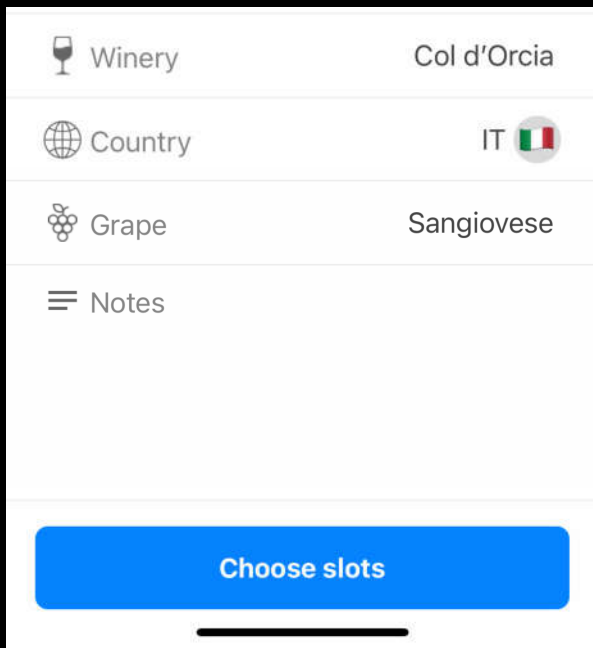 Winery Col d’Orcia
Country IT
Grape Sangiovese
Notes
Choose slots